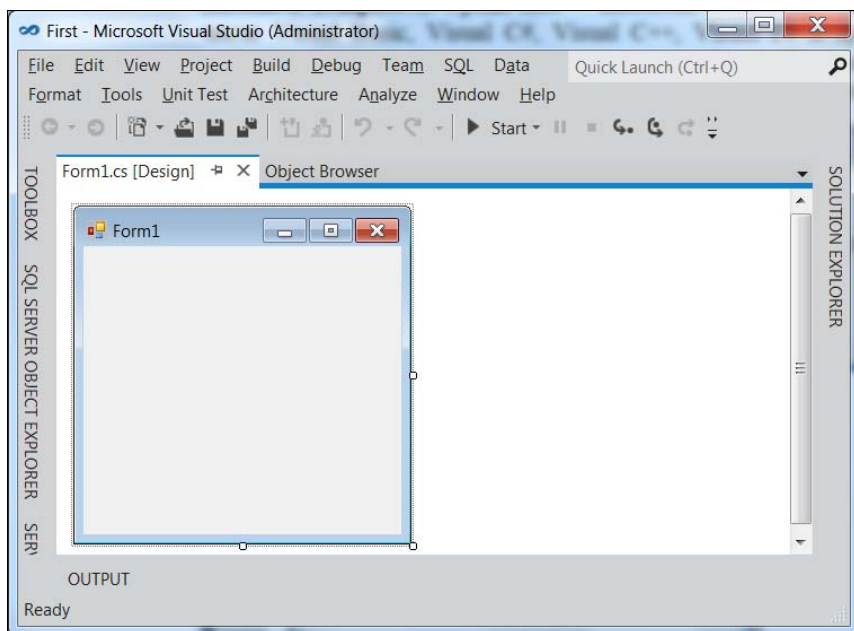 First - Microsoft Visual Studio (Administrator)
File Edit View Project Build Debug Team SQL Data Quick Launch (Ctrl+Q)
Format Tools Unit Test Architecture Analyze Window Help
Start
TOOLBOX
SQL SERVER OBJECT EXPLORER
Form1.cs [Design] Object Browser
Form1
SOLUTION EXPLORER
OUTPUT
Ready